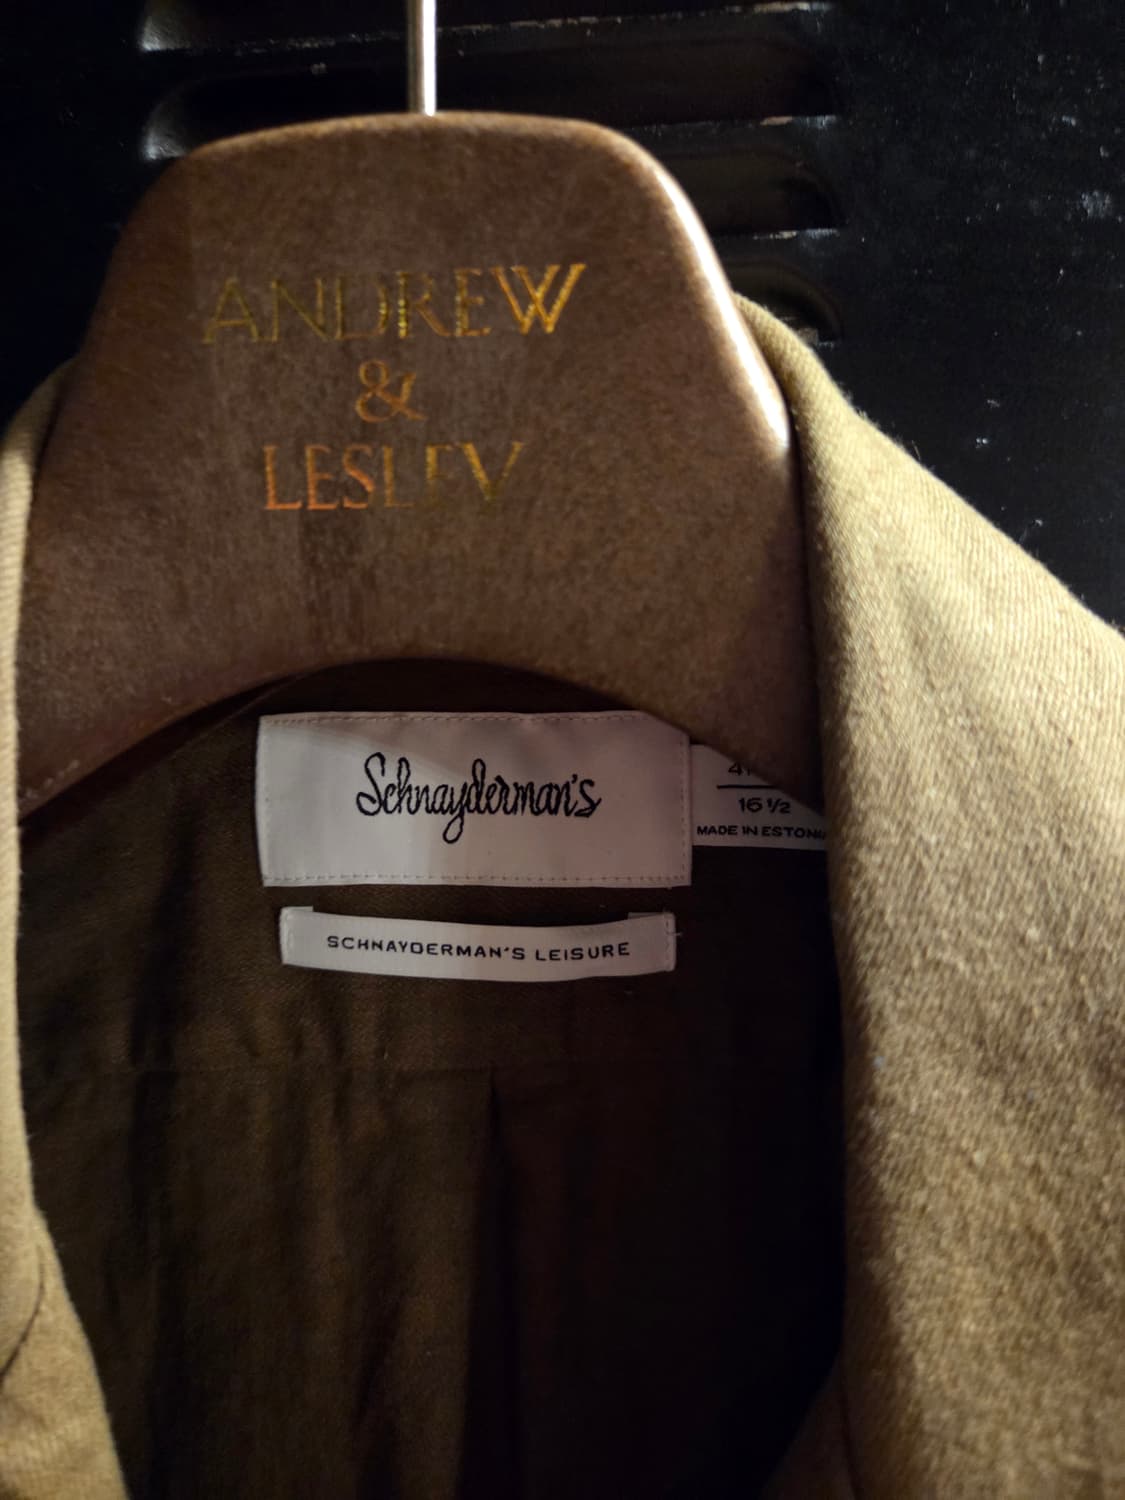 ANDREW
&
LESLEY
Schnayderman's
16 1/2
MADE IN ESTONIA
SCHNAYDERMAN'S LEISURE